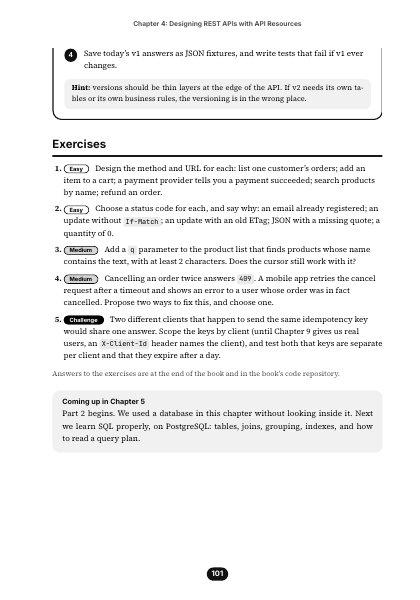 Chapter 4: Designing REST APIs with API Resources
4 Save today's v1 answers as JSON fixtures, and write tests that fail if v1 ever
changes.
Hint: versions should be thin layers at the edge of the API. If v2 needs its own ta-
bles or its own business rules, the versioning is in the wrong place.
Exercises
1. Easy Design the method and URL for each: list one customer's orders; add an
item to a cart; a payment provider tells you a payment succeeded; search products
by name; refund an order.
2. Easy Choose a status code for each, and say why: an email already registered; an
update without If-Match; an update with an old ETag; JSON with a missing quote; a
quantity of 0.
3. Medium Add a q parameter to the product list that finds products whose name
contains the text, with at least 2 characters. Does the cursor still work with it?
4. Medium Cancelling an order twice answers 409. A mobile app retries the cancel
request after a timeout and shows an error to a user whose order was in fact
cancelled. Propose two ways to fix this, and choose one.
5. Challenge Two different clients that happen to send the same idempotency key
would share one answer. Scope the keys by client (until Chapter 9 gives us real
users, an X-Client-Id header names the client), and test both that keys are separate
per client and that they expire after a day.
Answers to the exercises are at the end of the book and in the book's code repository.
Coming up in Chapter 5
Part 2 begins. We used a database in this chapter without looking inside it. Next
we learn SQL properly, on PostgreSQL: tables, joins, grouping, indexes, and how
to read a query plan.
101